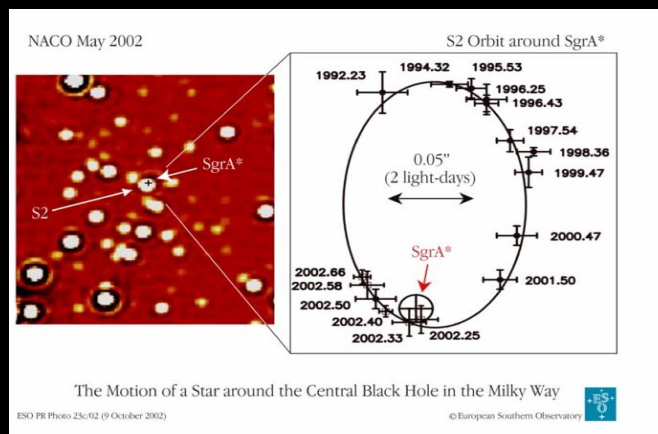 NACO May 2002
S2 Orbit around SgrA*
SgrA*
S2
1992.23
1994.32
1995.53
1996.25
1996.43
1997.54
1998.36
1999.47
0.05"
(2 light-days)
2000.47
SgrA*
2001.50
2002.66
2002.58
2002.50
2002.40
2002.33
2002.25
The Motion of a Star around the Central Black Hole in the Milky Way
ESO PR Photo 23c/02 (9 October 2002)
© European Southern Observatory
ESO